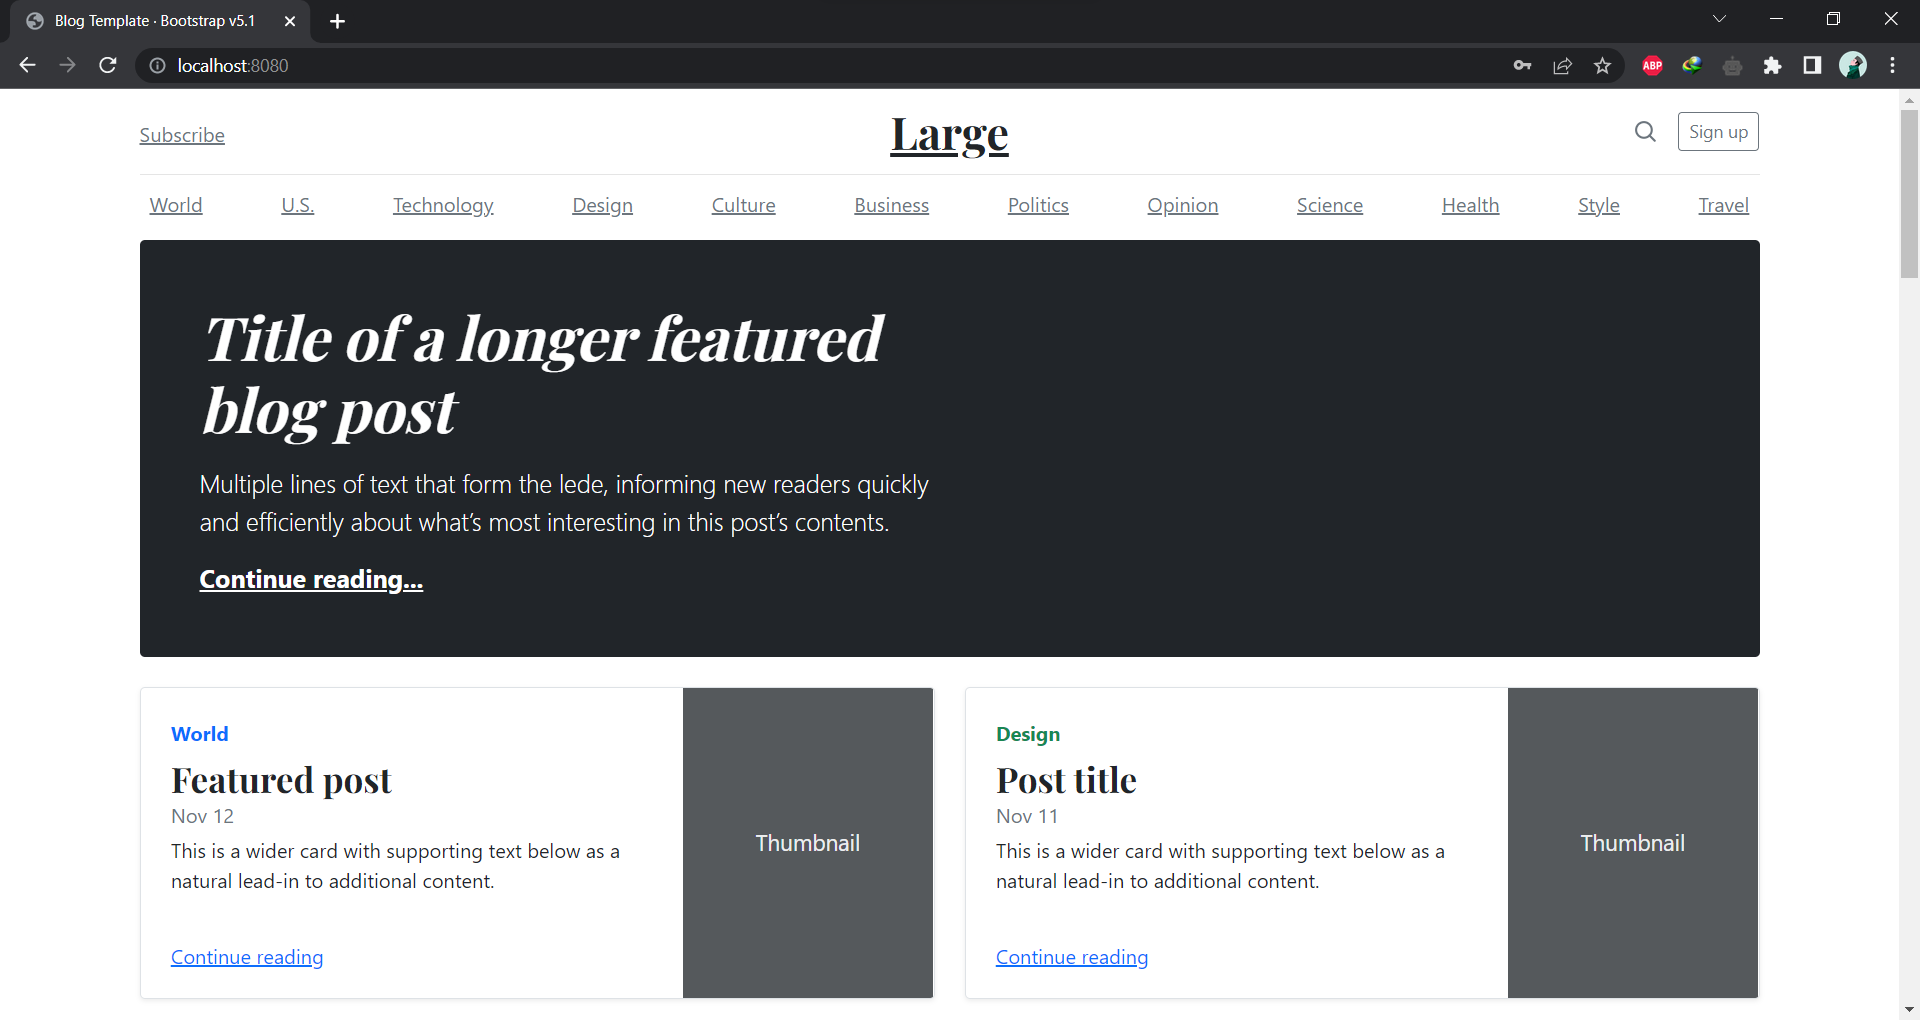 Blog Template · Bootstrap v5.1
localhost:8080
ABP
Subscribe
Large
Sign up
World U.S. Technology Design Culture Business Politics Opinion Science Health Style Travel
Title of a longer featured
blog post
Multiple lines of text that form the lede, informing new readers quickly
and efficiently about what’s most interesting in this post’s contents.
Continue reading...
World
Featured post
Nov 12
This is a wider card with supporting text below as a
natural lead-in to additional content.
Continue reading
Thumbnail
Design
Post title
Nov 11
This is a wider card with supporting text below as a
natural lead-in to additional content.
Continue reading
Thumbnail